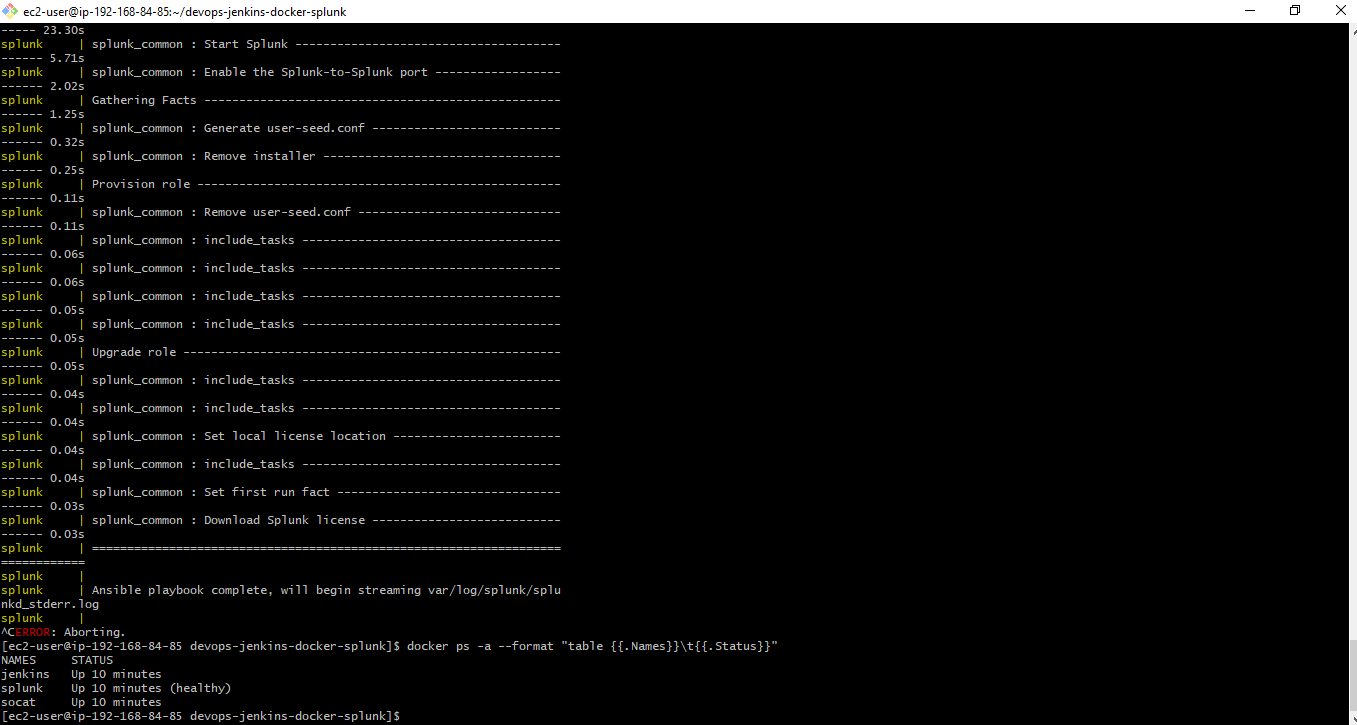 ec2-user@ip-192-168-84-85:~/devops-jenkins-docker-splunk
----- 23.30s
splunk     | splunk_common : Start Splunk --------------------------------------
------ 5.71s
splunk     | splunk_common : Enable the Splunk-to-Splunk port ------------------
------ 2.02s
splunk     | Gathering Facts ---------------------------------------------------
------ 1.25s
splunk     | splunk_common : Generate user-seed.conf ---------------------------
------ 0.32s
splunk     | splunk_common : Remove installer ----------------------------------
------ 0.25s
splunk     | Provision role ----------------------------------------------------
------ 0.11s
splunk     | splunk_common : Remove user-seed.conf -----------------------------
------ 0.11s
splunk     | splunk_common : include_tasks -------------------------------------
------ 0.06s
splunk     | splunk_common : include_tasks -------------------------------------
------ 0.06s
splunk     | splunk_common : include_tasks -------------------------------------
------ 0.05s
splunk     | splunk_common : include_tasks -------------------------------------
------ 0.05s
splunk     | Upgrade role ------------------------------------------------------
------ 0.05s
splunk     | splunk_common : include_tasks -------------------------------------
------ 0.04s
splunk     | splunk_common : include_tasks -------------------------------------
------ 0.04s
splunk     | splunk_common : Set local license location ------------------------
------ 0.04s
splunk     | splunk_common : include_tasks -------------------------------------
------ 0.04s
splunk     | splunk_common : Set first run fact --------------------------------
------ 0.03s
splunk     | splunk_common : Download Splunk license ---------------------------
------ 0.03s
splunk     | ===================================================================
============
splunk     |
splunk     | Ansible playbook complete, will begin streaming var/log/splunk/splu
nkd_stderr.log
splunk     |
^CERROR: Aborting.
[ec2-user@ip-192-168-84-85 devops-jenkins-docker-splunk]$ docker ps -a --format "table {{.Names}}\t{{.Status}}"
NAMES     STATUS
jenkins   Up 10 minutes
splunk    Up 10 minutes (healthy)
socat     Up 10 minutes
[ec2-user@ip-192-168-84-85 devops-jenkins-docker-splunk]$